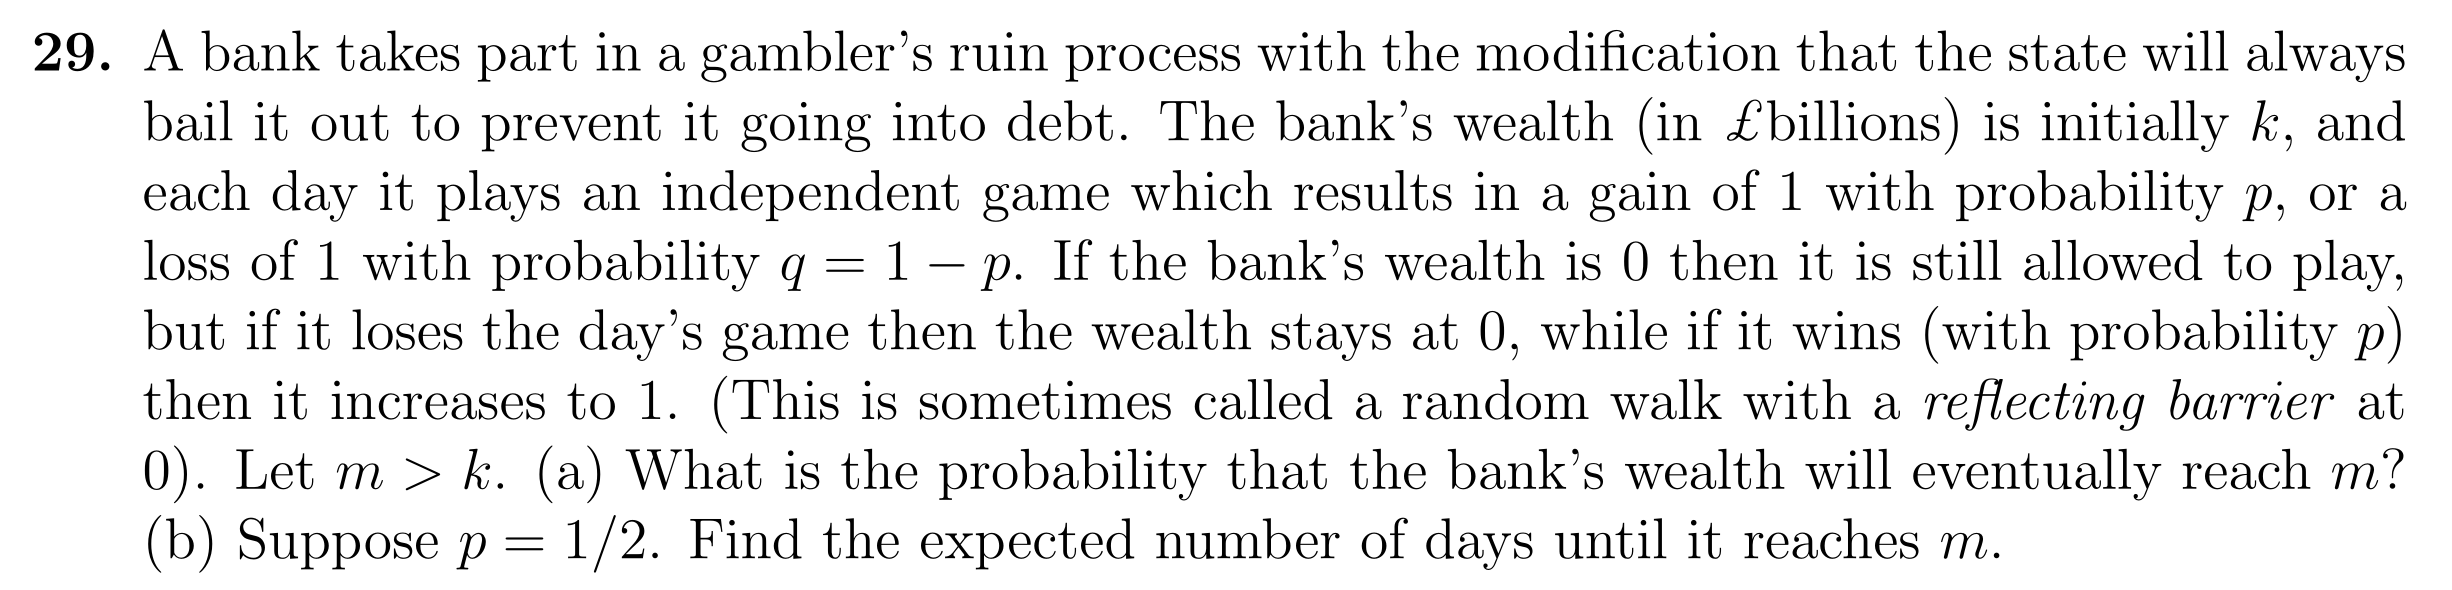 29. A bank takes part in a gambler's ruin process with the modification that the state will always
bail it out to prevent it going into debt. The bank's wealth (in £billions) is initially k, and
each day it plays an independent game which results in a gain of 1 with probability p, or a
loss of 1 with probability q = 1 − p. If the bank's wealth is 0 then it is still allowed to play,
but if it loses the day's game then the wealth stays at 0, while if it wins (with probability p)
then it increases to 1. (This is sometimes called a random walk with a reflecting barrier at
0). Let m > k. (a) What is the probability that the bank's wealth will eventually reach m?
(b) Suppose p = 1/2. Find the expected number of days until it reaches m.